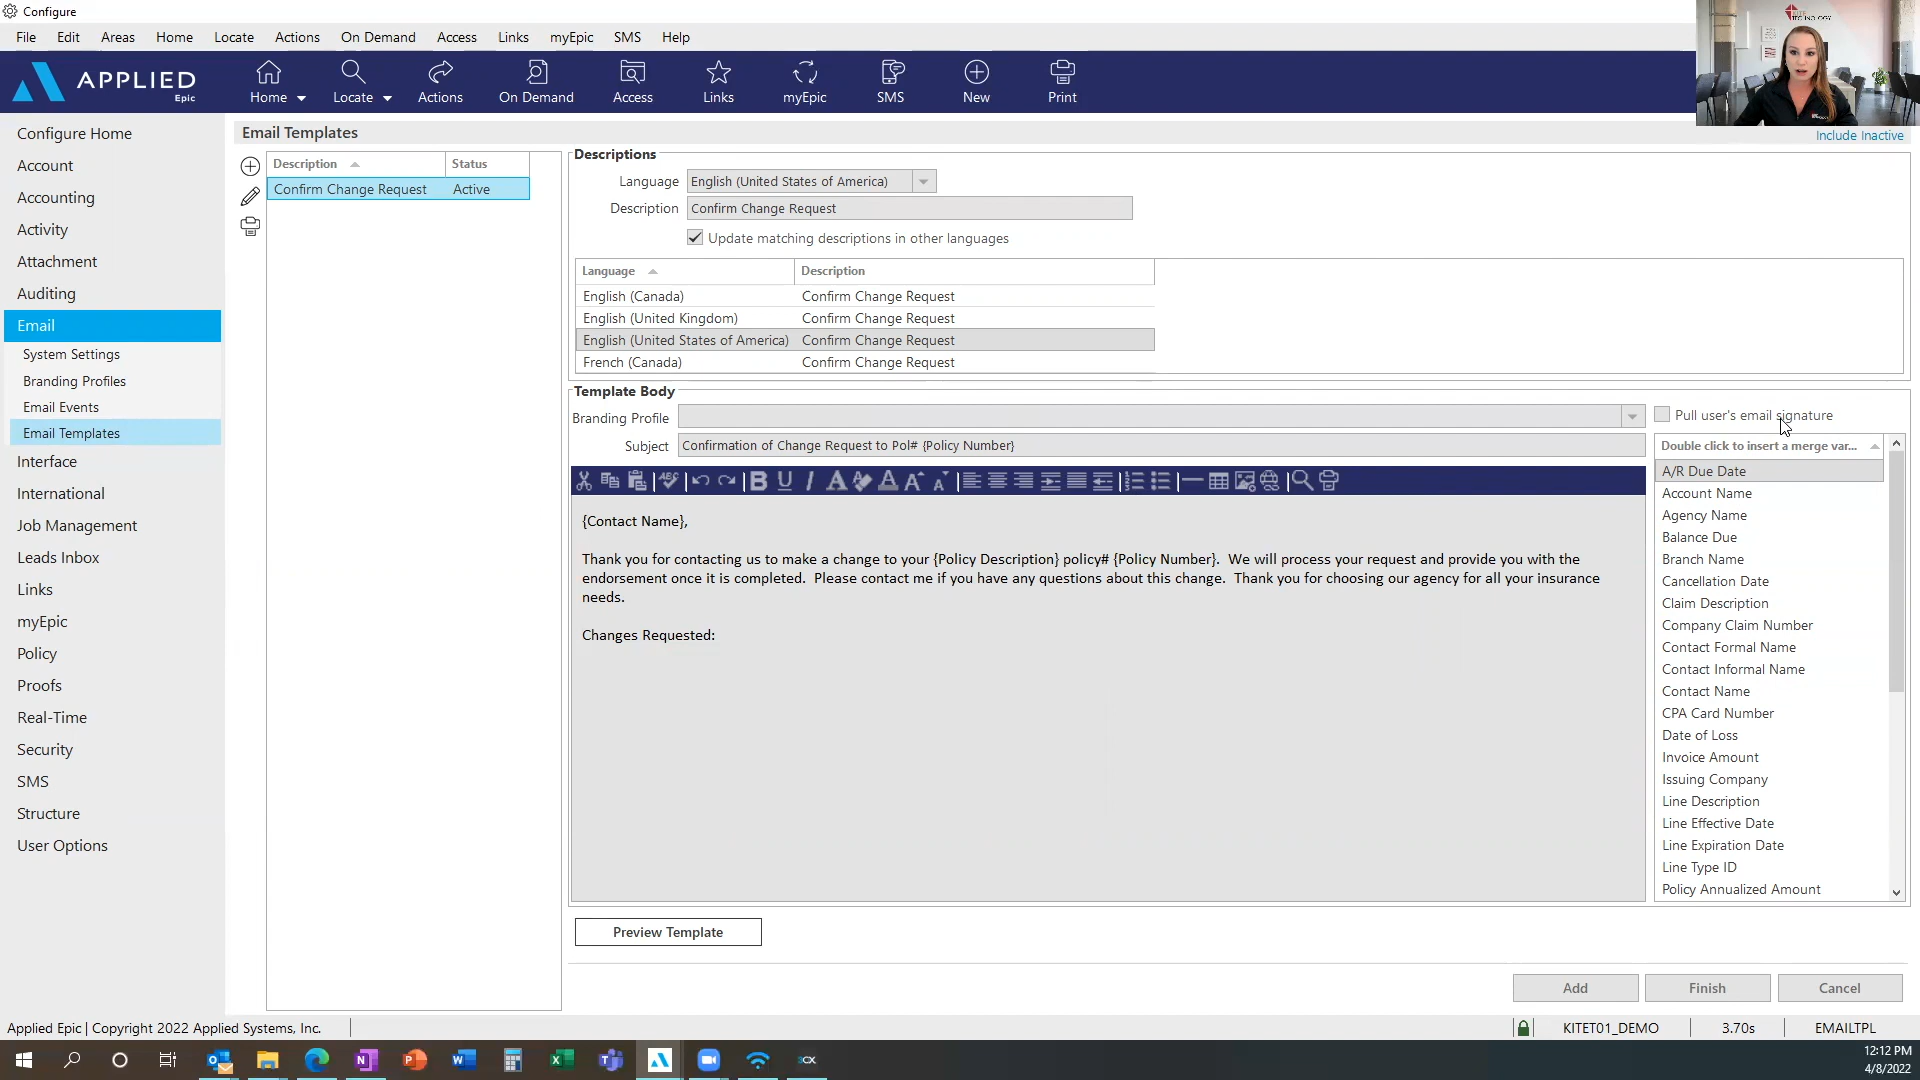 Configure
File Edit Areas Home Locate Actions On Demand Access Links myEpic SMS Help
APPLIED
Epic
Home Locate Actions On Demand Access Links myEpic SMS New Print
TECHNOLOGY
Configure Home
Account
Accounting
Activity
Attachment
Auditing
Email
System Settings
Branding Profiles
Email Events
Email Templates
Interface
International
Job Management
Leads Inbox
Links
myEpic
Policy
Proofs
Real-Time
Security
SMS
Structure
User Options
Email Templates
Include Inactive
Description Status
Confirm Change Request Active
Descriptions
Language English (United States of America)
Description Confirm Change Request
Update matching descriptions in other languages
Language Description
English (Canada) Confirm Change Request
English (United Kingdom) Confirm Change Request
English (United States of America) Confirm Change Request
French (Canada) Confirm Change Request
Template Body
Branding Profile
Pull user's email signature
Subject Confirmation of Change Request to Pol# {Policy Number}
ABC
{Contact Name},
Thank you for contacting us to make a change to your {Policy Description} policy# {Policy Number}. We will process your request and provide you with the
endorsement once it is completed. Please contact me if you have any questions about this change. Thank you for choosing our agency for all your insurance
needs.
Changes Requested:
Double click to insert a merge var...
A/R Due Date
Account Name
Agency Name
Balance Due
Branch Name
Cancellation Date
Claim Description
Company Claim Number
Contact Formal Name
Contact Informal Name
Contact Name
CPA Card Number
Date of Loss
Invoice Amount
Issuing Company
Line Description
Line Effective Date
Line Expiration Date
Line Type ID
Policy Annualized Amount
Preview Template
Add Finish Cancel
Applied Epic | Copyright 2022 Applied Systems, Inc.
KITET01_DEMO 3.70s EMAILTPL
3CX
12:12 PM
4/8/2022